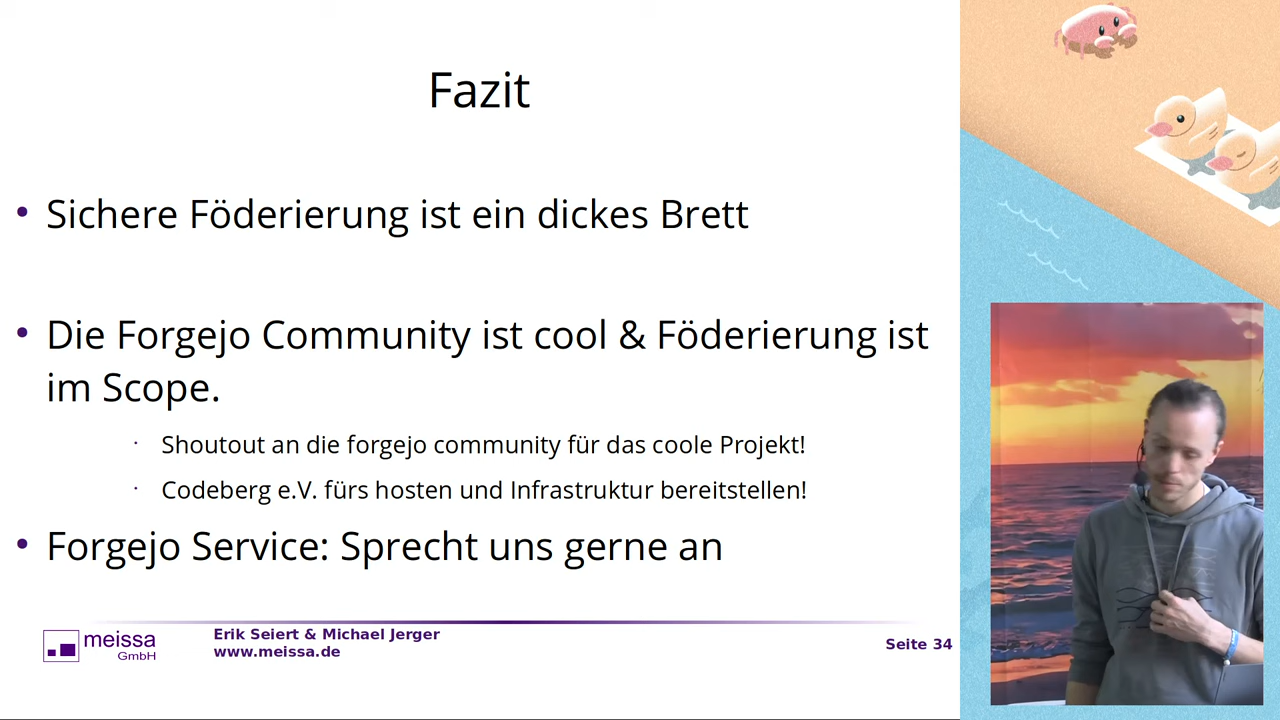 Fazit
Sichere Föderierung ist ein dickes Brett
Die Forgejo Community ist cool & Föderierung ist
im Scope.
Shoutout an die forgejo community für das coole Projekt!
Codeberg e.V. fürs hosten und Infrastruktur bereitstellen!
Forgejo Service: Sprecht uns gerne an
meissa
GmbH
Erik Seiert & Michael Jerger
www.meissa.de
Seite 34